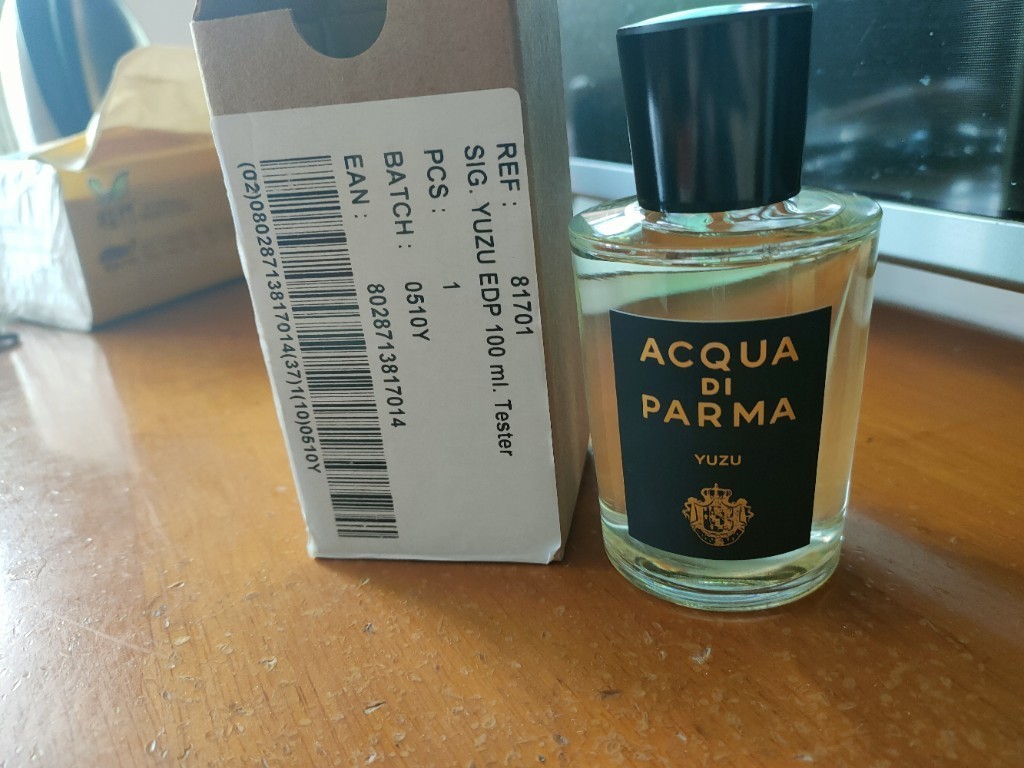 REF : 81701
SIG. YUZU EDP 100 ml. Tester
PCS : 1
BATCH : 0510Y
EAN : 8028713817014
(02)08028713817014(37)1(10)0510Y
ACQUA
DI
PARMA
YUZU